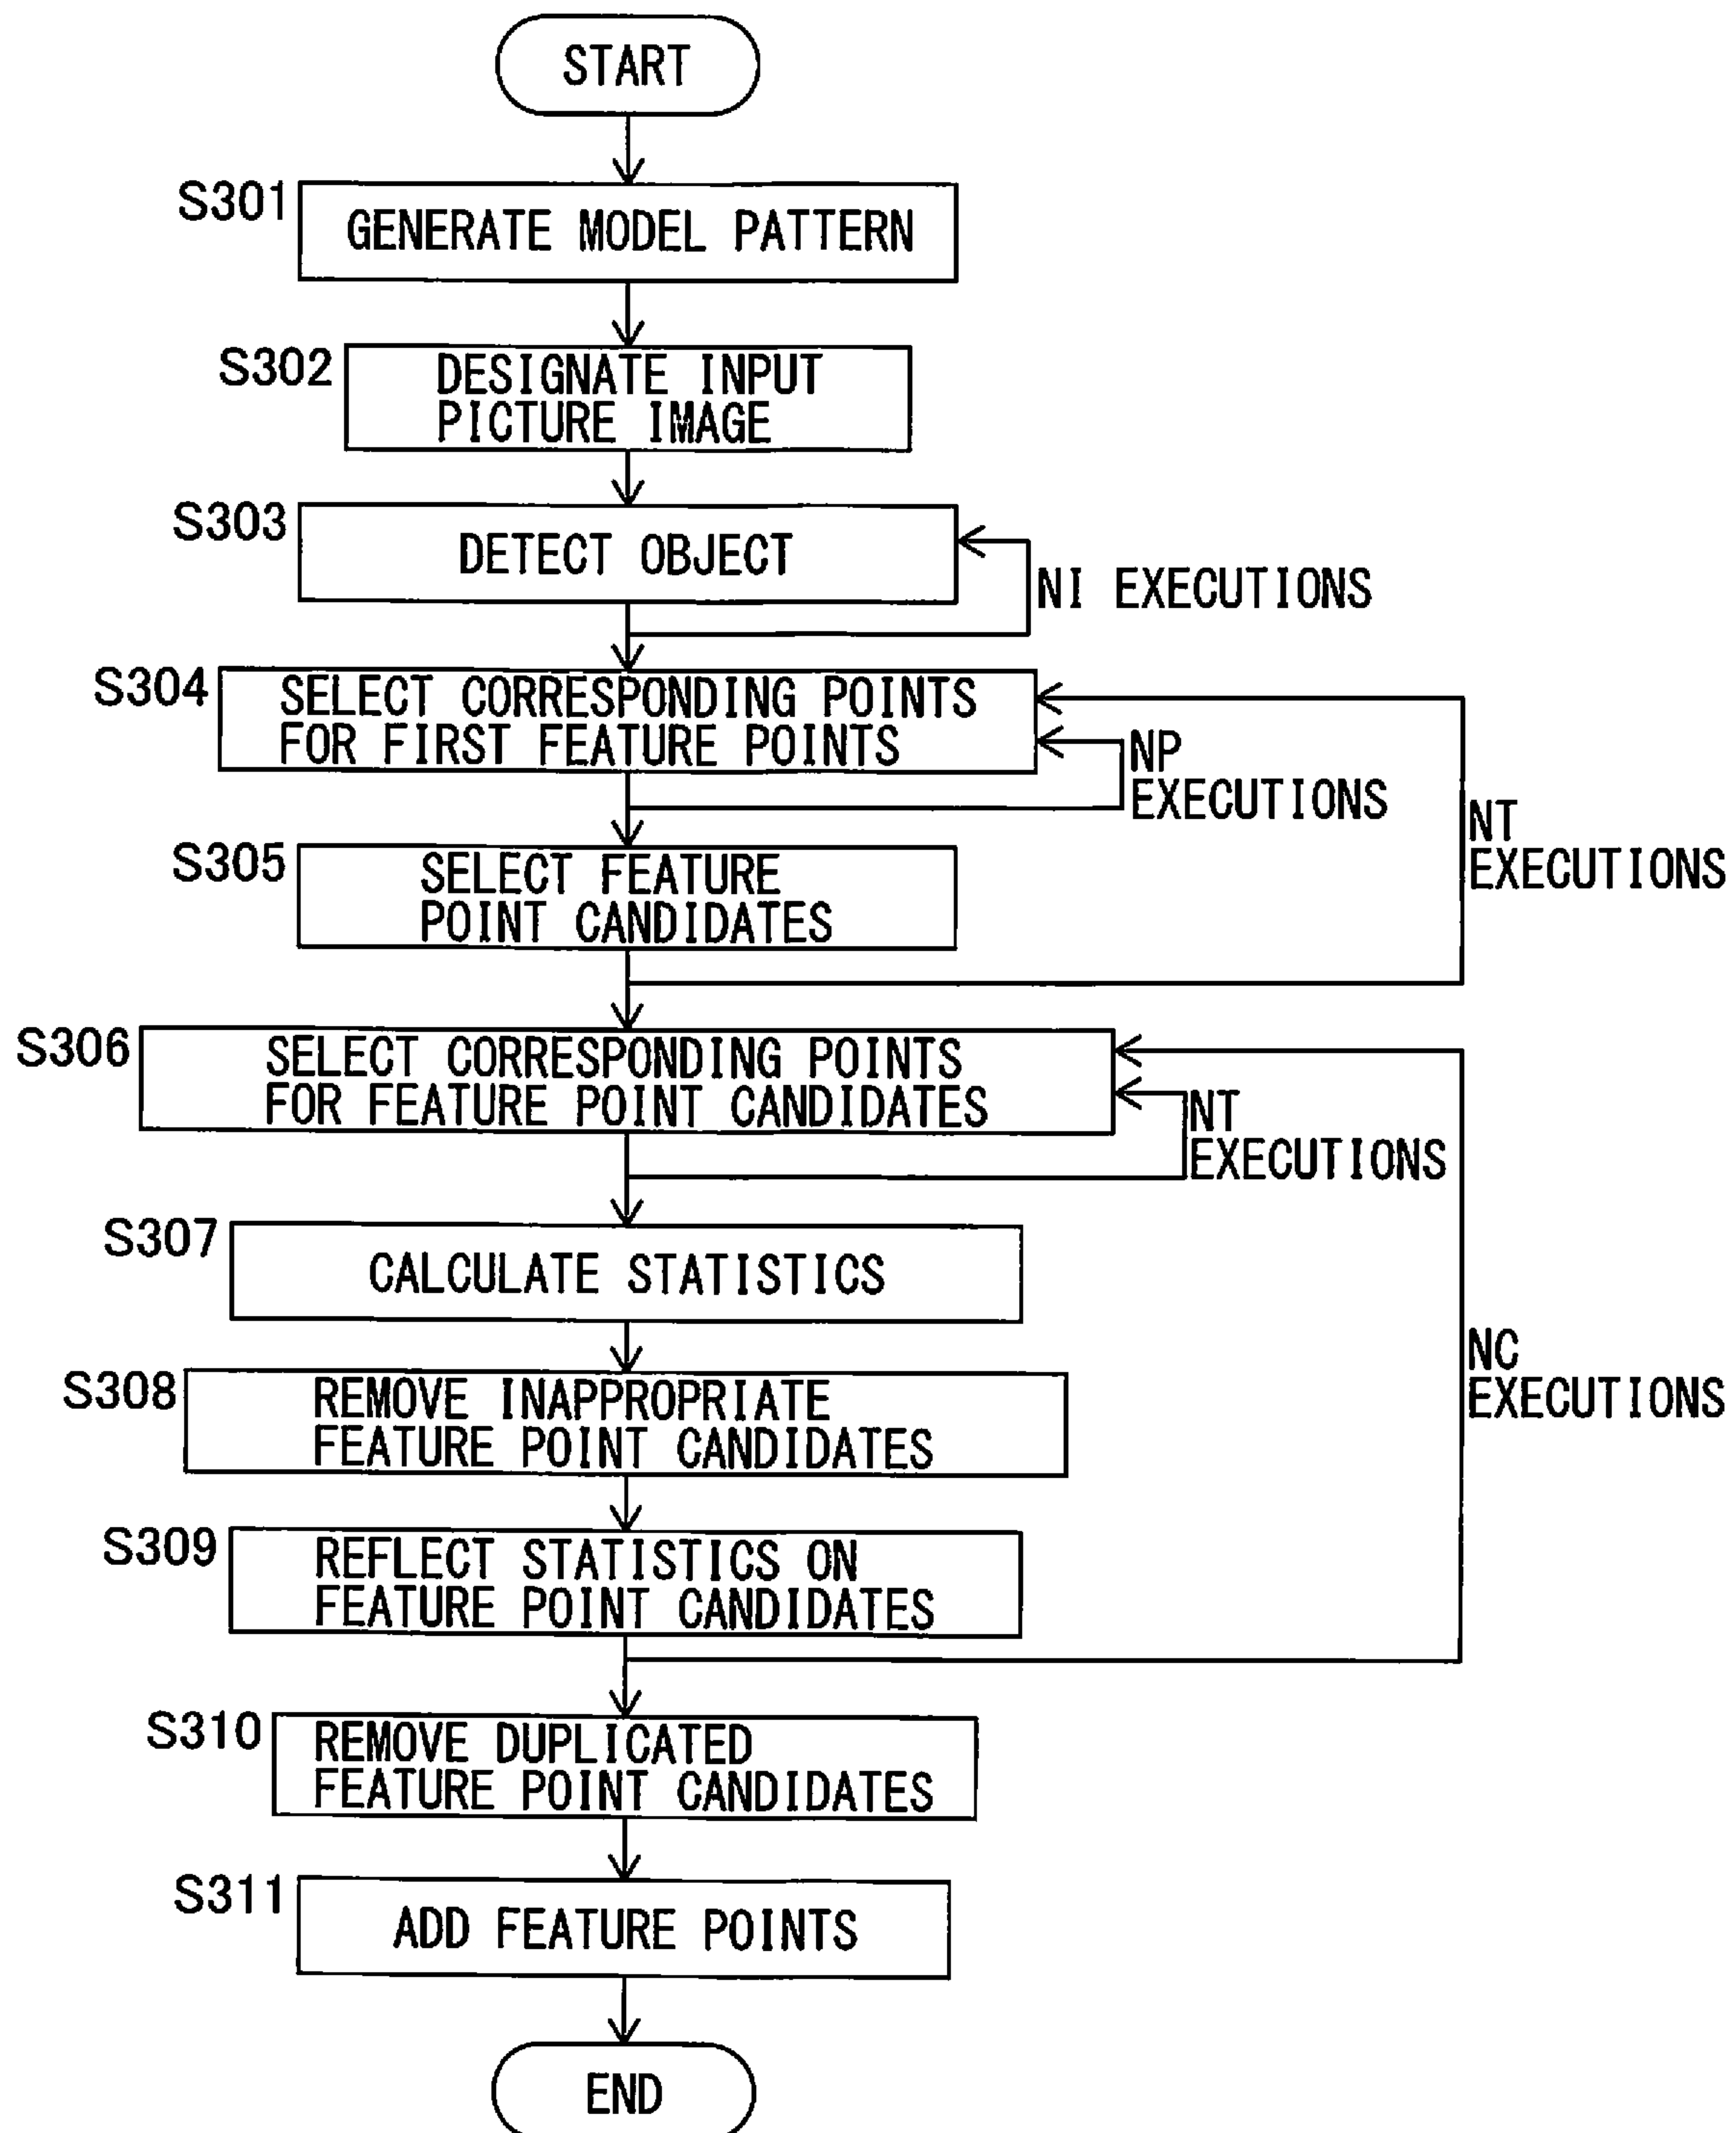 START
S301
GENERATE MODEL PATTERN
S302
DESIGNATE INPUT
PICTURE IMAGE
S303
DETECT OBJECT
NI EXECUTIONS
S304
SELECT CORRESPONDING POINTS
FOR FIRST FEATURE POINTS
NP
EXECUTIONS
NT
EXECUTIONS
S305
SELECT FEATURE
POINT CANDIDATES
S306
SELECT CORRESPONDING POINTS
FOR FEATURE POINT CANDIDATES
NT
EXECUTIONS
S307
CALCULATE STATISTICS
NC
EXECUTIONS
S308
REMOVE INAPPROPRIATE
FEATURE POINT CANDIDATES
S309
REFLECT STATISTICS ON
FEATURE POINT CANDIDATES
S310
REMOVE DUPLICATED
FEATURE POINT CANDIDATES
S311
ADD FEATURE POINTS
END